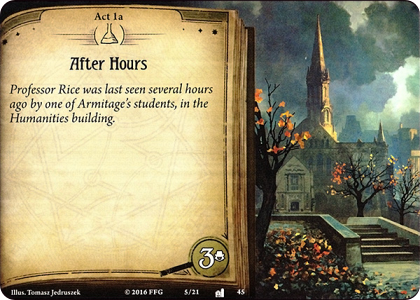 Act 1a
After Hours
Professor Rice was last seen several hours
ago by one of Armitage's students, in the
Humanities building.
3
Illus. Tomasz Jedruszek
© 2016 FFG
5/21
45